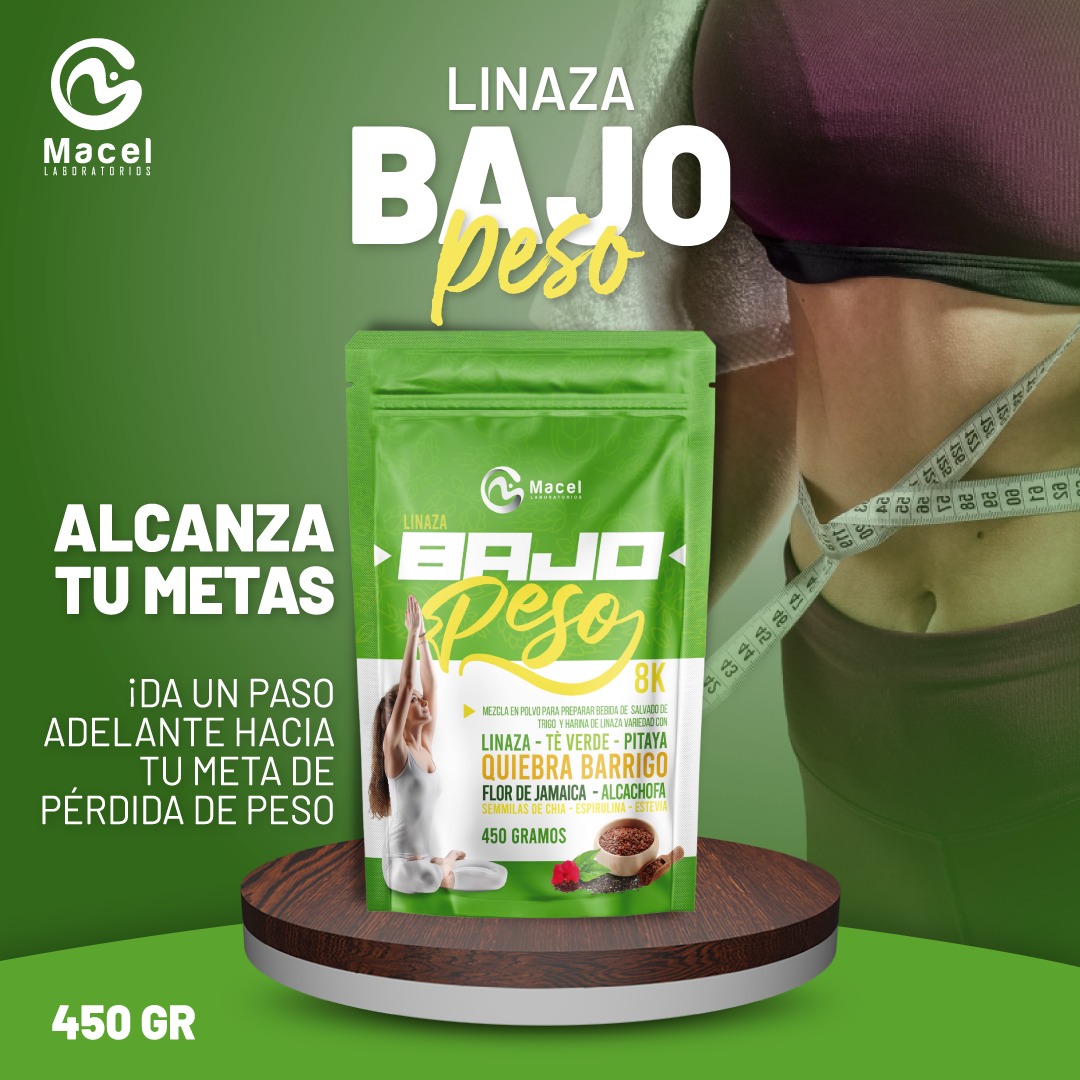 Macel
LABORATORIOS
LINAZA
BAJO
peso
Macel
LABORATORIOS
LINAZA
BAJO
Peso
8K
MEZCLA EN POLVO PARA PREPARAR BEBIDA DE SALVADO DE
TRIGO Y HARINA DE LINAZA VARIEDAD CON
LINAZA - TÈ VERDE - PITAYA
QUIEBRA BARRIGO
FLOR DE JAMAICA - ALCACHOFA
SEMMILAS DE CHIA - ESPIRULINA - ESTEVIA
450 GRAMOS
ALCANZA
TU METAS
¡DA UN PASO
ADELANTE HACIA
TU META DE
PÉRDIDA DE PESO
450 GR